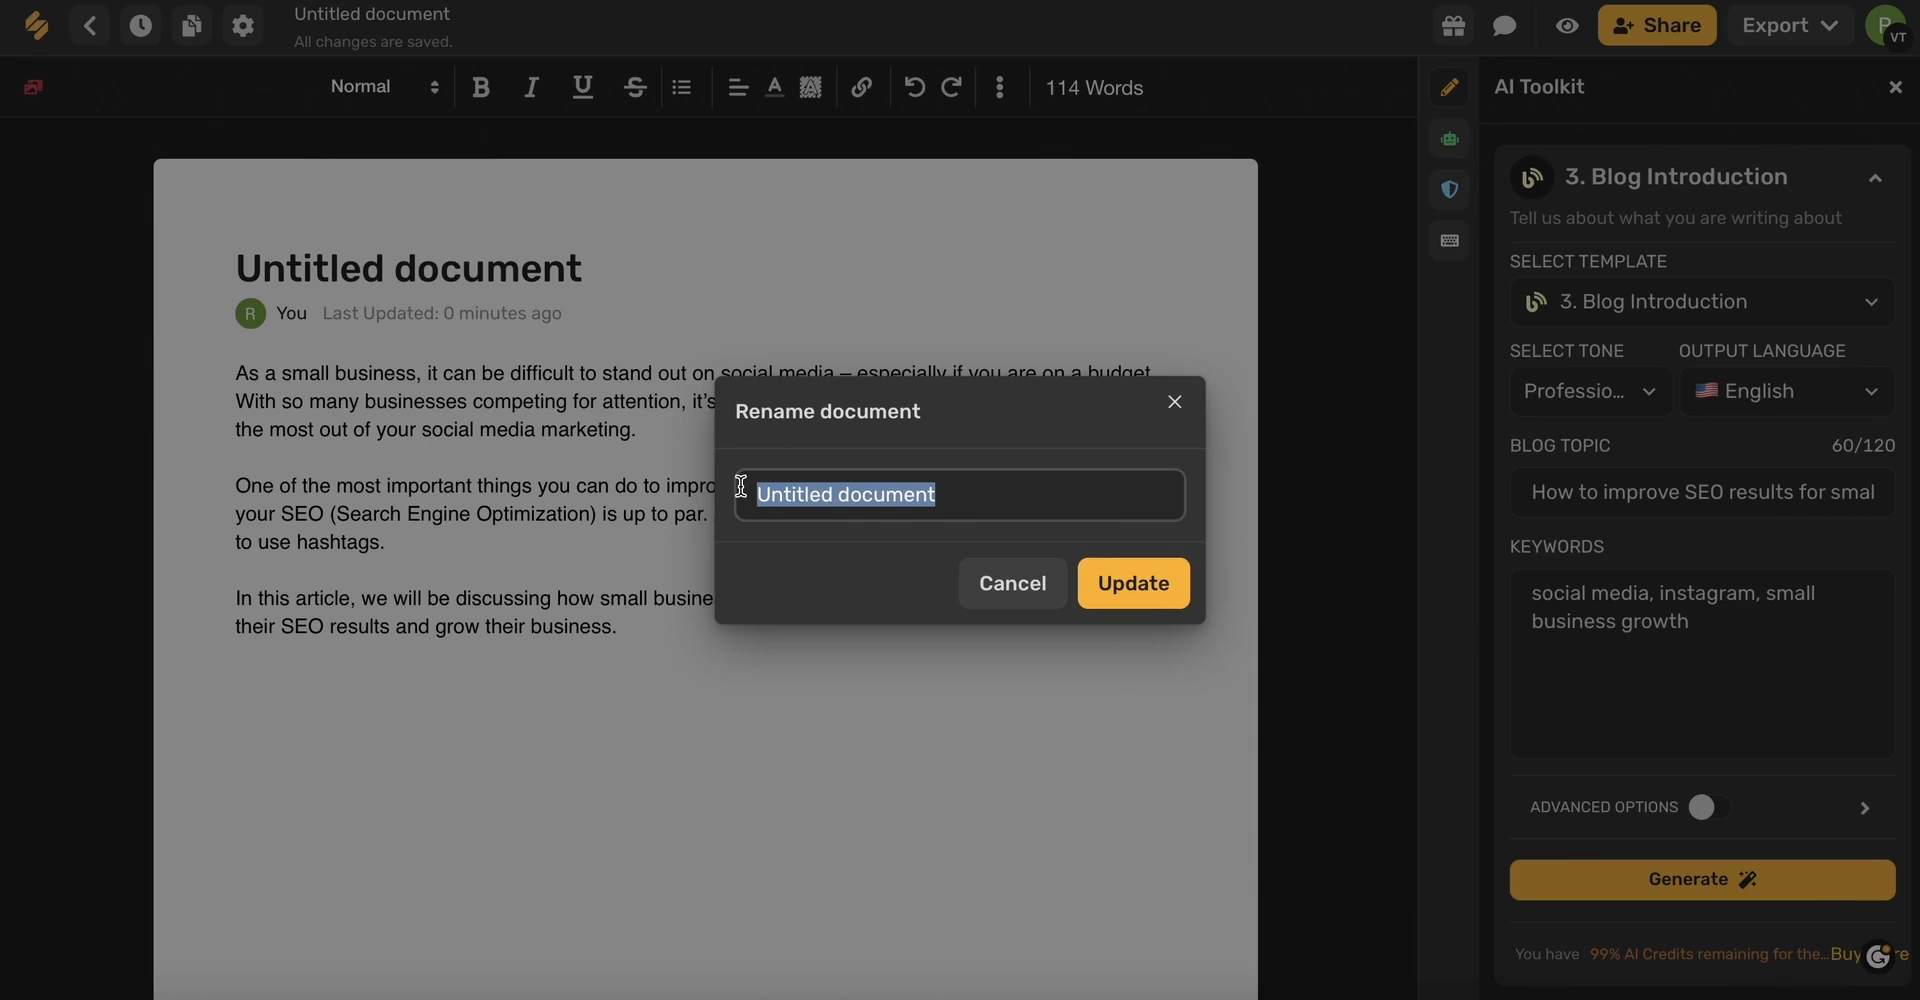 Untitled document
All changes are saved.
Share
Export
R
VT
Normal
B
I
U
S
A
114 Words
AI Toolkit
Untitled document
R
You
Last Updated: 0 minutes ago
As a small business, it can be difficult to stand out on social media – especially if you are on a budget.
With so many businesses competing for attention, it's
the most out of your social media marketing.
One of the most important things you can do to impro
your SEO (Search Engine Optimization) is up to par.
to use hashtags.
In this article, we will be discussing how small busine
their SEO results and grow their business.
Rename document
Untitled document
Cancel
Update
3. Blog Introduction
Tell us about what you are writing about
SELECT TEMPLATE
3. Blog Introduction
SELECT TONE
OUTPUT LANGUAGE
Professio...
English
BLOG TOPIC
60/120
How to improve SEO results for smal
KEYWORDS
social media, instagram, small
business growth
ADVANCED OPTIONS
Generate
You have 99% AI Credits remaining for the... Buy re